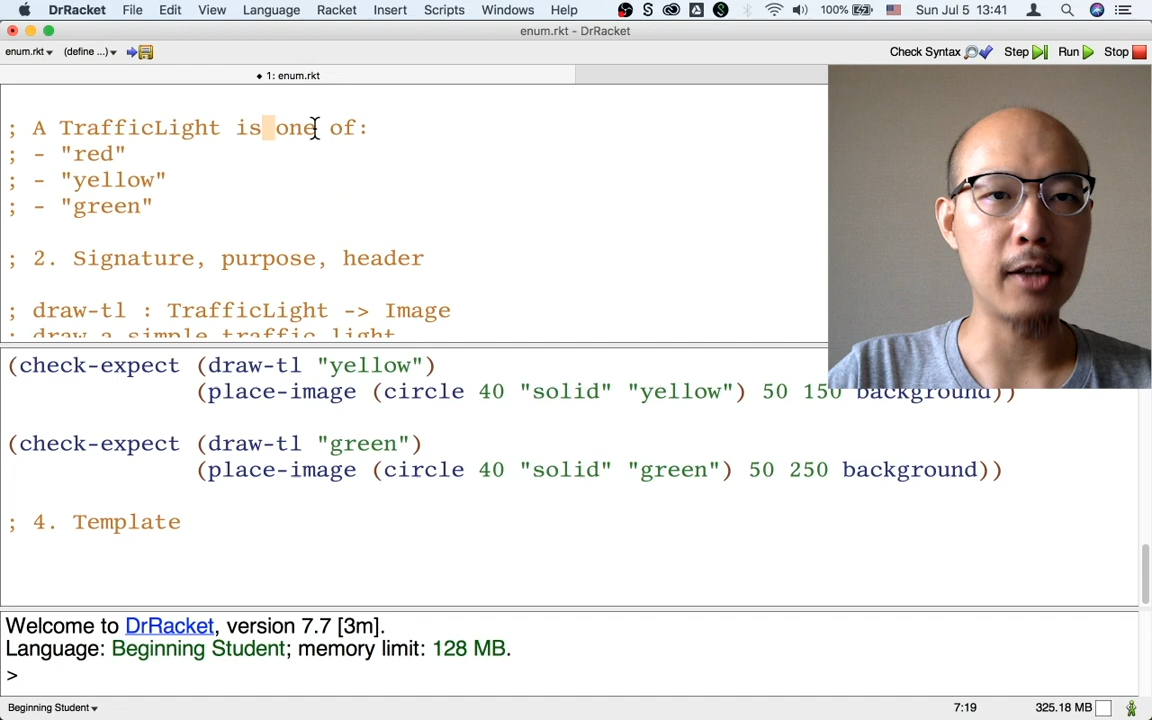 DrRacket File Edit View Language Racket Insert Scripts Windows Help 100% Sun Jul 5 13:41
enum.rkt - DrRacket
enum.rkt (define ...) Check Syntax Step Run Stop
1: enum.rkt
; A TrafficLight is one of:
; - "red"
; - "yellow"
; - "green"
; 2. Signature, purpose, header
; draw-tl : TrafficLight -> Image
; draw a simple traffic light
(check-expect (draw-tl "yellow")
(place-image (circle 40 "solid" "yellow") 50 150 background))
(check-expect (draw-tl "green")
(place-image (circle 40 "solid" "green") 50 250 background))
; 4. Template
Welcome to DrRacket, version 7.7 [3m].
Language: Beginning Student; memory limit: 128 MB.
>
Beginning Student 7:19 325.18 MB